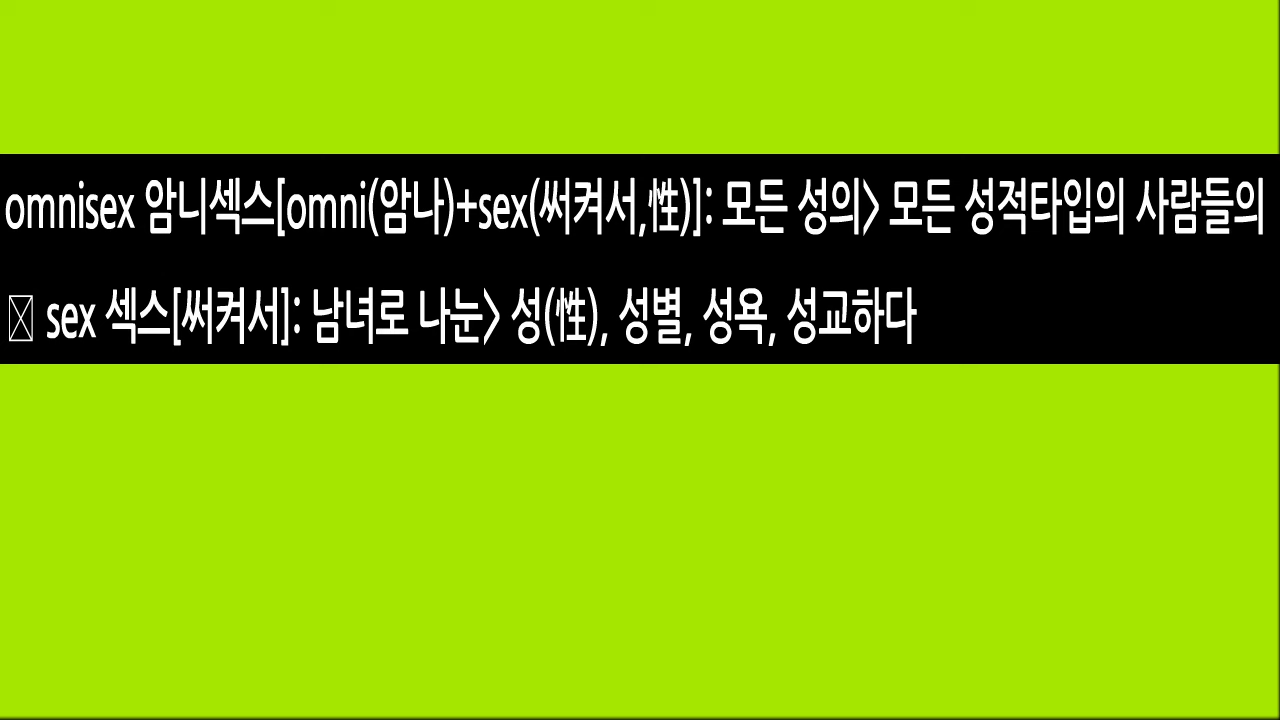 omnisex 암니섹스[omni(암나)+sex(써켜서,性)]: 모든 성의> 모든 성적타입의 사람들의
sex 섹스[써켜서]: 남녀로 나눈> 성(性), 성별, 성욕, 성교하다